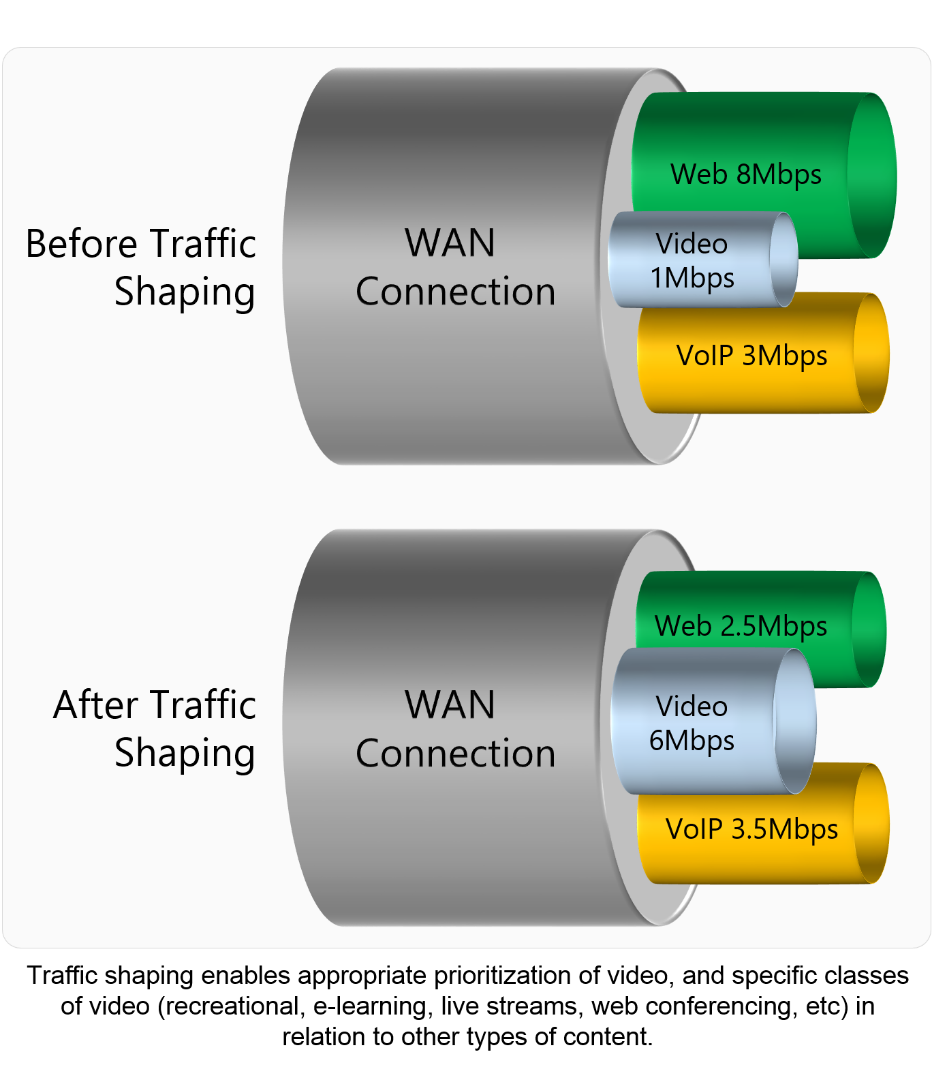 Before Traffic
Shaping
WAN
Connection
Web 8Mbps
Video
1Mbps
VoIP 3Mbps
After Traffic
Shaping
WAN
Connection
Web 2.5Mbps
Video
6Mbps
VoIP 3.5Mbps
Traffic shaping enables appropriate prioritization of video, and specific classes
of video (recreational, e-learning, live streams, web conferencing, etc) in
relation to other types of content.